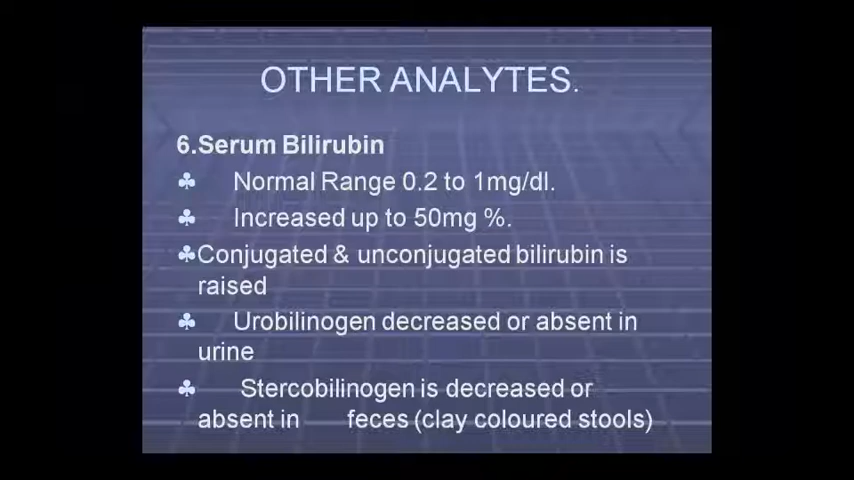 OTHER ANALYTES.
6.Serum Bilirubin
♣ Normal Range 0.2 to 1mg/dl.
♣ Increased up to 50mg %.
♣Conjugated & unconjugated bilirubin is
raised
♣ Urobilinogen decreased or absent in
urine
♣ Stercobilinogen is decreased or
absent in feces (clay coloured stools)